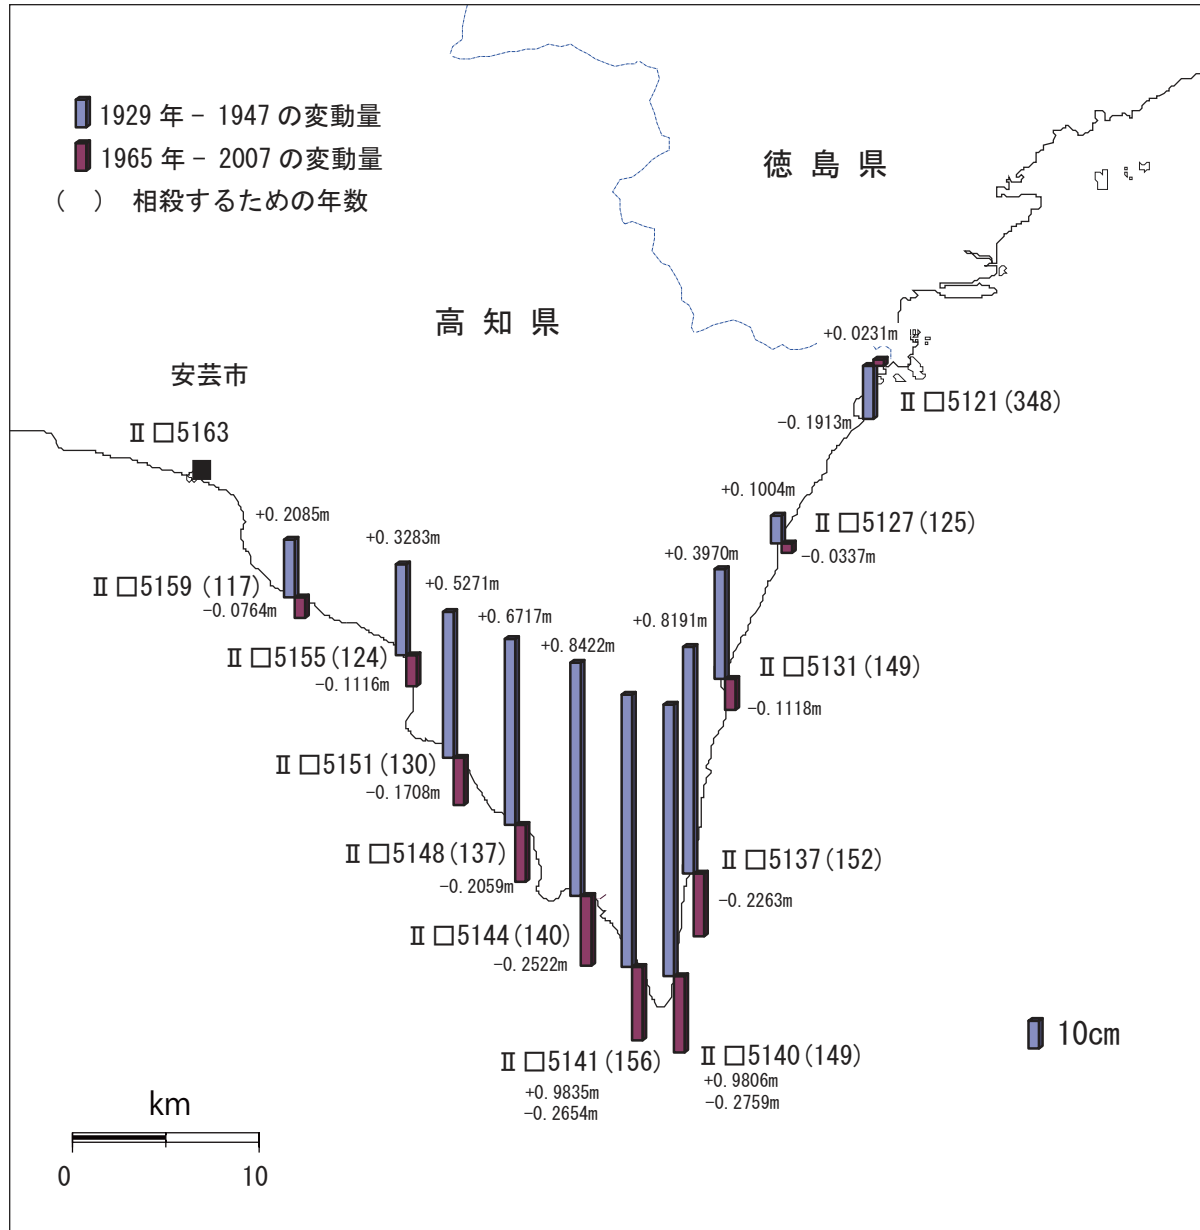 1929 年 − 1947 の変動量
1965 年 − 2007 の変動量
(　) 相殺するための年数
徳 島 県
高 知 県
+0.0231m
安芸市
Ⅱ □5121(348)
-0.1913m
Ⅱ □5163
+0.1004m
Ⅱ □5127(125)
-0.0337m
+0.2085m
+0.3283m
+0.3970m
+0.5271m
Ⅱ □5159 (117)
-0.0764m
+0.6717m
+0.8191m
+0.8422m
Ⅱ □5155(124)
-0.1116m
Ⅱ □5131(149)
-0.1118m
Ⅱ □5151(130)
-0.1708m
Ⅱ □5148(137)
-0.2059m
Ⅱ □5137(152)
-0.2263m
Ⅱ □5144(140)
-0.2522m
Ⅱ □5141(156)
+0.9835m
-0.2654m
Ⅱ □5140(149)
+0.9806m
-0.2759m
10cm
km
0 10